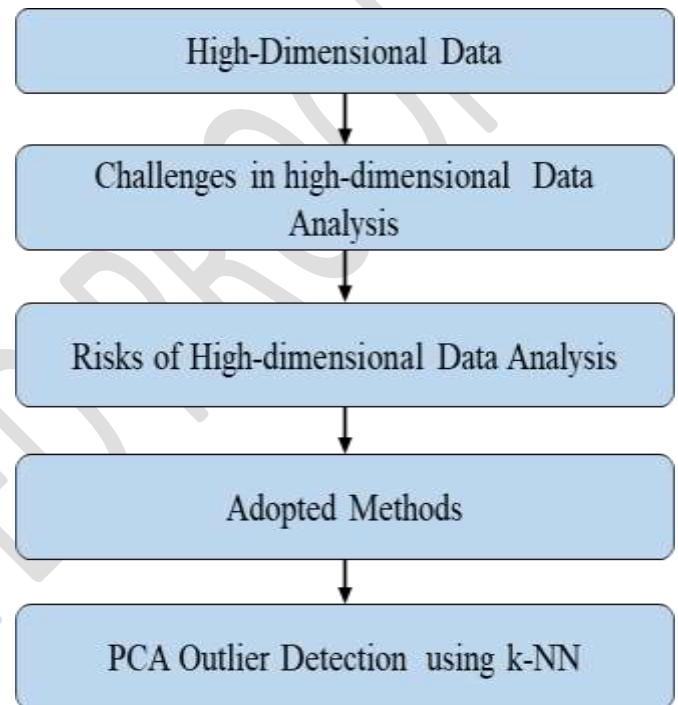 High-Dimensional Data
Challenges in high-dimensional Data
Analysis
Risks of High-dimensional Data Analysis
Adopted Methods
PCA Outlier Detection using k-NN